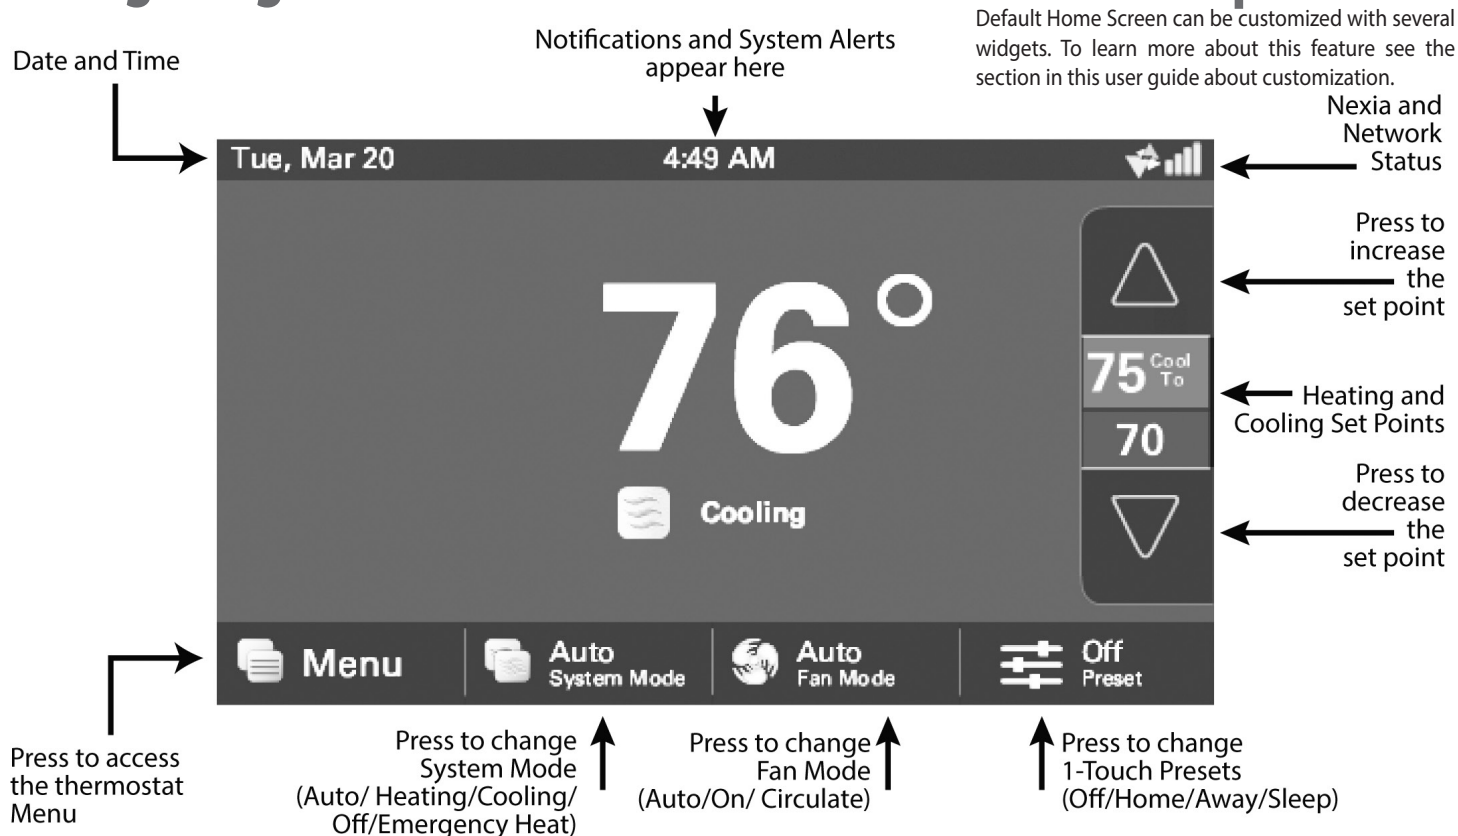 Default Home Screen can be customized with several
widgets. To learn more about this feature see the
section in this user guide about customization.
Date and Time
Notifications and System Alerts
appear here
Nexia and
Network
Status
Tue, Mar 20
4:49 AM
Press to
increase
the
set point
76°
75 Cool To
70
Heating and
Cooling Set Points
Press to
decrease
the
set point
Cooling
Menu
Auto
System Mode
Auto
Fan Mode
Off
Preset
Press to access
the thermostat
Menu
Press to change
System Mode
(Auto/ Heating/Cooling/
Off/Emergency Heat)
Press to change
Fan Mode
(Auto/On/ Circulate)
Press to change
1-Touch Presets
(Off/Home/Away/Sleep)